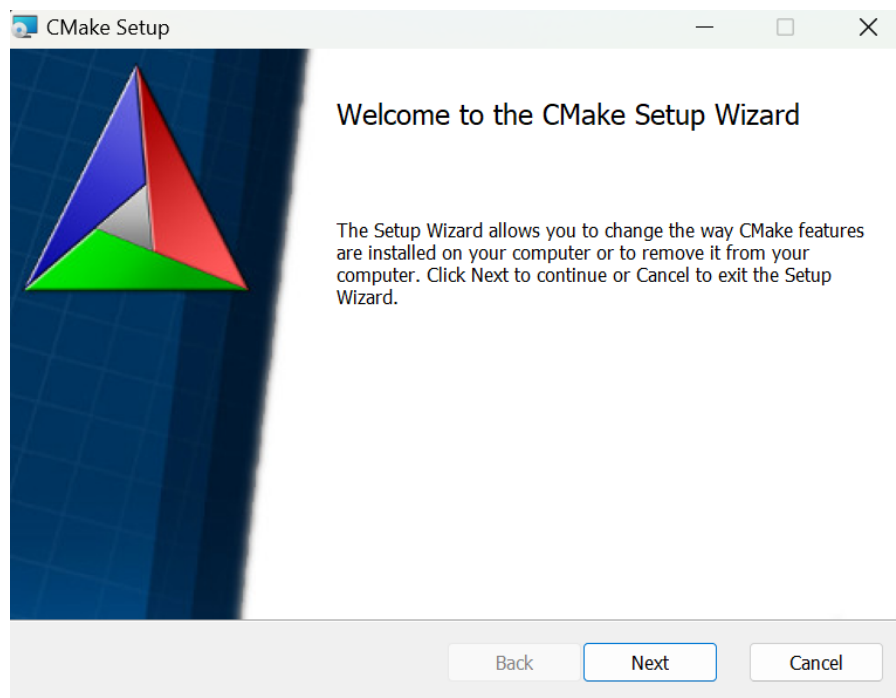 CMake Setup
Welcome to the CMake Setup Wizard
The Setup Wizard allows you to change the way CMake features
are installed on your computer or to remove it from your
computer. Click Next to continue or Cancel to exit the Setup
Wizard.
Back Next Cancel